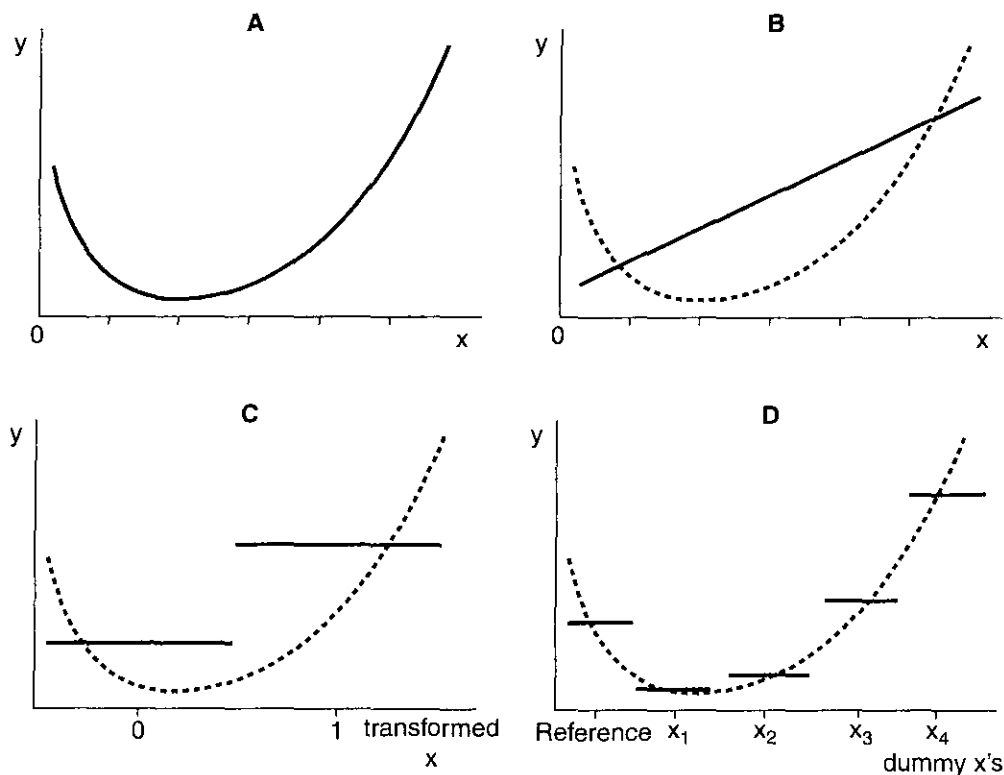 A
y
0
x
B
y
0
x
C
y
0 1 transformed
x
D
y
Reference x₁ x₂ x₃ x₄
dummy x's